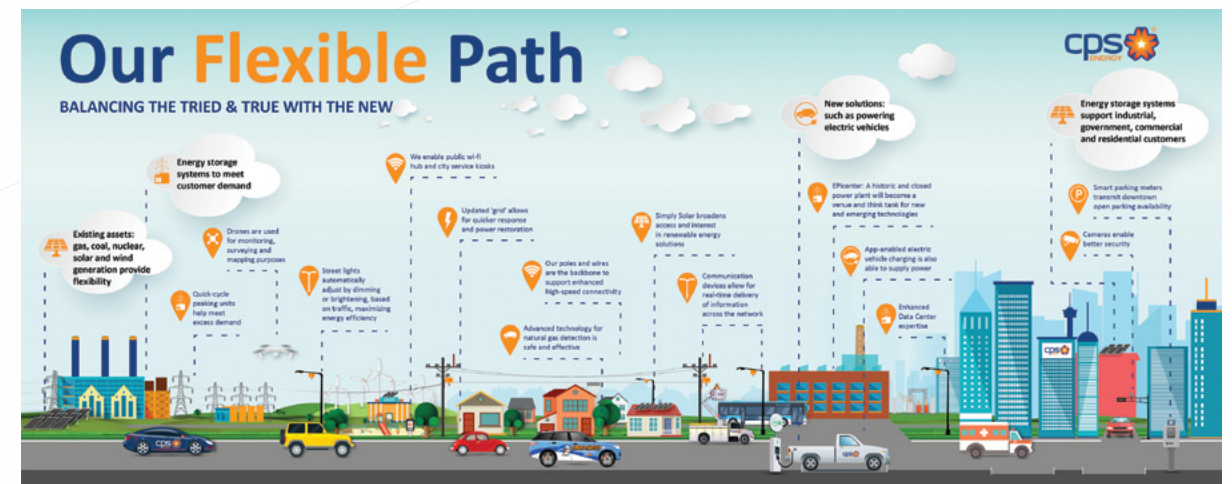 Our Flexible Path
BALANCING THE TRIED & TRUE WITH THE NEW
cps
ENERGY
Existing assets:
gas, coal, nuclear,
solar and wind
generation provide
flexibility
Energy storage
systems to meet
customer demand
Quick-cycle
peaking units
help meet
excess demand
Drones are used
for monitoring,
surveying and
mapping purposes
Street lights
automatically
adjust by dimming
or brightening, based
on traffic, maximizing
energy efficiency
We enable public wi-fi
hub and city service kiosks
Updated 'grid' allows
for quicker response
and power restoration
Our poles and wires
are the backbone to
support enhanced
high-speed connectivity
Advanced technology for
natural gas detection is
safe and effective
Simply Solar broadens
access and interest
in renewable energy
solutions
Communication
devices allow for
real-time delivery
of information
across the network
New solutions:
such as powering
electric vehicles
EPIcenter: A historic and closed
power plant will become a
venue and think tank for new
and emerging technologies
App-enabled electric
vehicle charging is also
able to supply power
Enhanced
Data Center
expertise
Energy storage systems
support industrial,
government, commercial
and residential customers
P
Smart parking meters
transmit downtown
open parking availability
Cameras enable
better security
cps
cps
cps